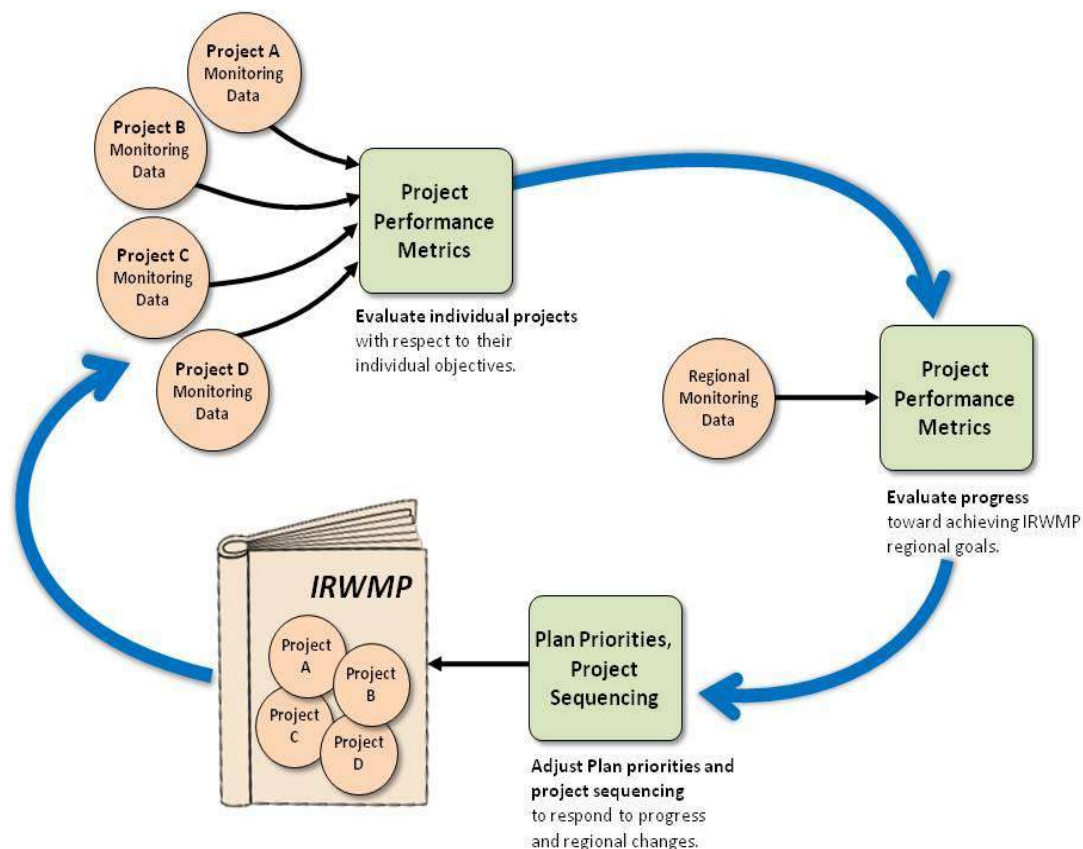 Project A
Monitoring
Data
Project B
Monitoring
Data
Project C
Monitoring
Data
Project D
Monitoring
Data
Project
Performance
Metrics
Evaluate individual projects
with respect to their
individual objectives.
Regional
Monitoring
Data
Project
Performance
Metrics
Evaluate progress
toward achieving IRWMP
regional goals.
Plan Priorities,
Project
Sequencing
Adjust Plan priorities and
project sequencing
to respond to progress
and regional changes.
IRWMP
Project
A
Project
B
Project
C
Project
D